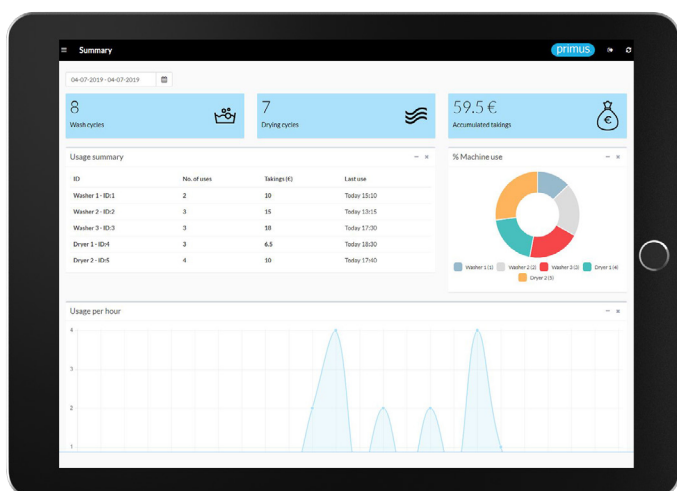 Summary
primus
04-07-2019 - 04-07-2019
8
Wash cycles
7
Drying cycles
59.5 €
Accumulated takings
€
Usage summary
% Machine use
ID No. of uses Takings (€) Last use
Washer 1 - ID:1 2 10 Today 15:10
Washer 2 - ID:2 3 15 Today 13:15
Washer 3 - ID:3 3 18 Today 17:30
Dryer 1 - ID:4 3 6.5 Today 18:30
Dryer 2 - ID:5 4 10 Today 17:40
Washer 1 (1) Washer 2 (2) Washer 3 (3) Dryer 1 (4)
Dryer 2 (5)
Usage per hour
4
3
2
1